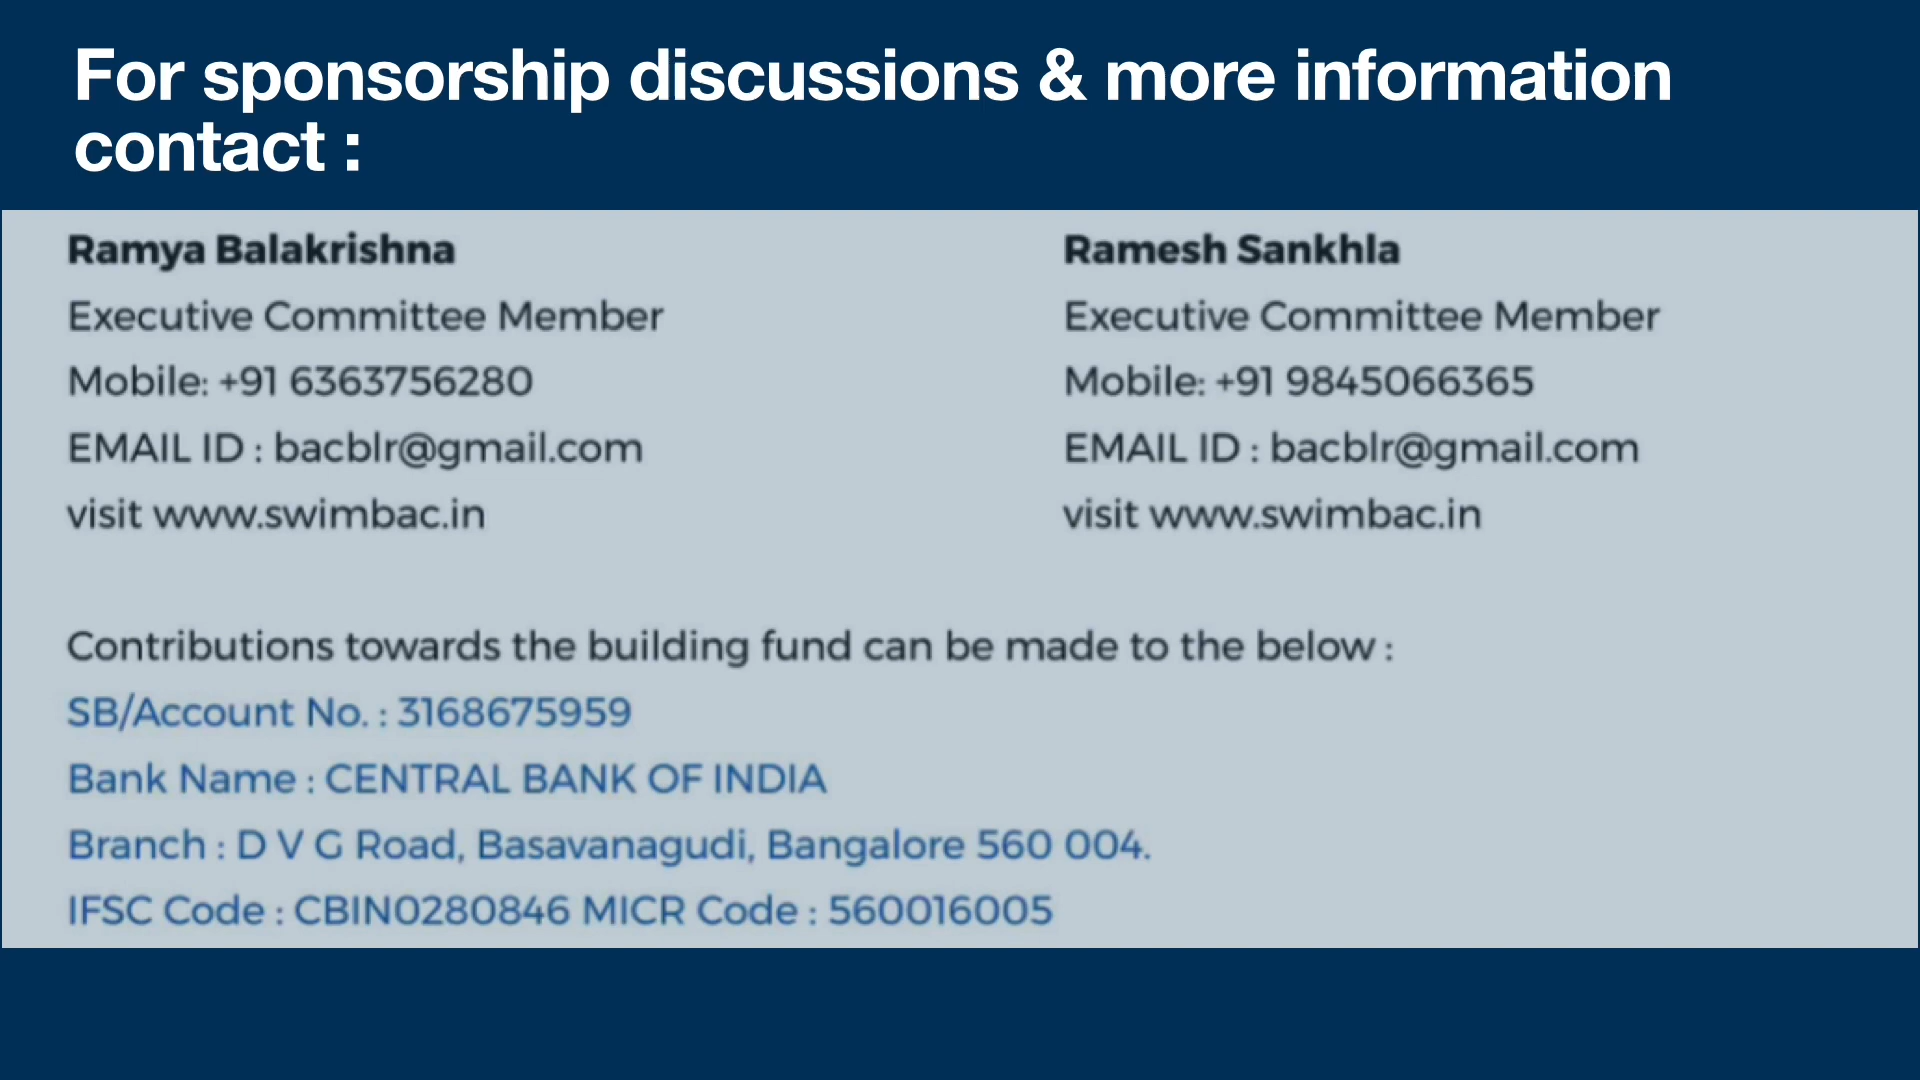 For sponsorship discussions & more information
contact :
Ramya Balakrishna
Executive Committee Member
Mobile: +91 6363756280
EMAIL ID : bacblr@gmail.com
visit www.swimbac.in
Ramesh Sankhla
Executive Committee Member
Mobile: +91 9845066365
EMAIL ID : bacblr@gmail.com
visit www.swimbac.in
Contributions towards the building fund can be made to the below :
SB/Account No. : 3168675959
Bank Name : CENTRAL BANK OF INDIA
Branch : D V G Road, Basavanagudi, Bangalore 560 004.
IFSC Code : CBIN0280846 MICR Code : 560016005